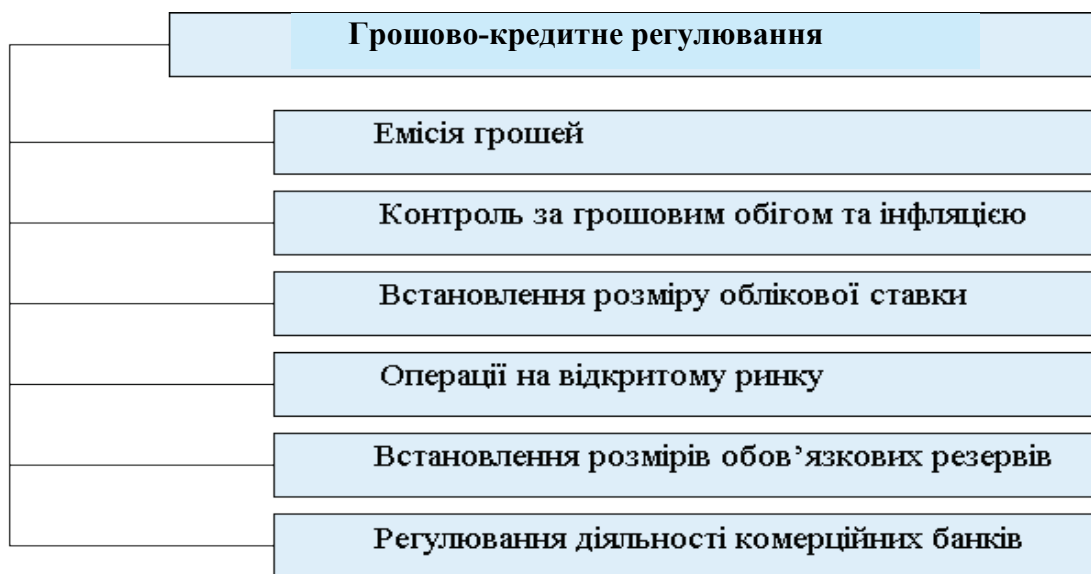 Грошово-кредитне регулювання
Емісія грошей
Контроль за грошовим обігом та інфляцією
Встановлення розміру облікової ставки
Операції на відкритому ринку
Встановлення розмірів обов’язкових резервів
Регулювання діяльності комерційних банків